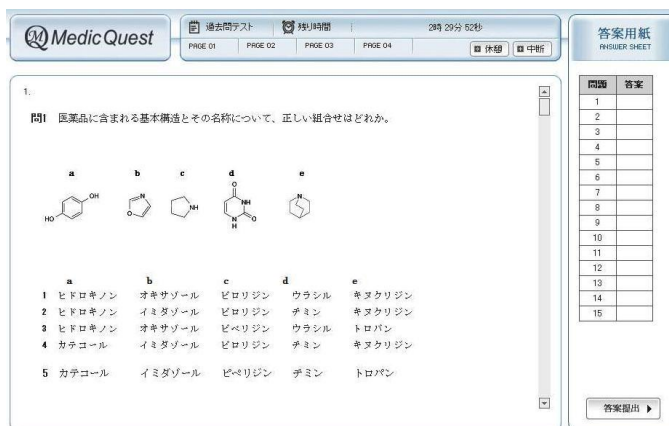 MedicQuest
過去問テスト 残り時間 2時 29分 52秒
PAGE 01 PAGE 02 PAGE 03 PAGE 04 休憩 中断
答案用紙
ANSWER SHEET
1.
問1 医薬品に含まれる基本構造とその名称について、正しい組合せはどれか。
a b c d e
OH HO
N O
NH
O NH N H O
N
a b c d e
1 ヒドロキノン オキサゾール ピロリジン ウラシル キヌクリジン
2 ヒドロキノン イミダゾール ピロリジン チミン キヌクリジン
3 ヒドロキノン オキサゾール ピペリジン ウラシル トロパン
4 カテコール イミダゾール ピロリジン チミン キヌクリジン
5 カテコール イミダゾール ピペリジン チミン トロパン
問題 答案
1
2
3
4
5
6
7
8
9
10
11
12
13
14
15
答案提出